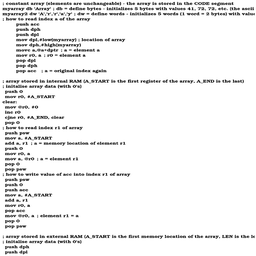 ; constant array (elements are unchangeable) - the array is stored in the CODE segment
myarray db 'Array' ; db = define bytes - initializes 5 bytes with values 41, 72, 72, etc. (the ascii
myarray2 dw 'A','r','r','a','y' ; dw = define words - initializes 5 words (1 word = 2 bytes) with value
; how to read index a of the array
push acc
push dph
push dpl
mov dpl,#low(myarray) ; location of array
mov dph,#high(myarray)
movc a,@a+dptr ; a = element a
mov r0, a ; r0 = element a
pop dpl
pop dph
pop acc ; a = original index again
; array stored in internal RAM (A_START is the first register of the array, A_END is the last)
; initialise array data (with 0's)
push 0
mov r0, #A_START
clear:
mov @r0, #0
inc r0
cjne r0, #A_END, clear
pop 0
; how to read index r1 of array
push psw
mov a, #A_START
add a, r1 ; a = memory location of element r1
push 0
mov r0, a
mov a, @r0 ; a = element r1
pop 0
pop psw
; how to write value of acc into index r1 of array
push psw
push 0
push acc
mov a, #A_START
add a, r1
mov r0, a
pop acc
mov @r0, a ; element r1 = a
pop 0
pop psw
; array stored in external RAM (A_START is the first memory location of the array, LEN is the
; initialise array data (with 0's)
push dph
push dpl